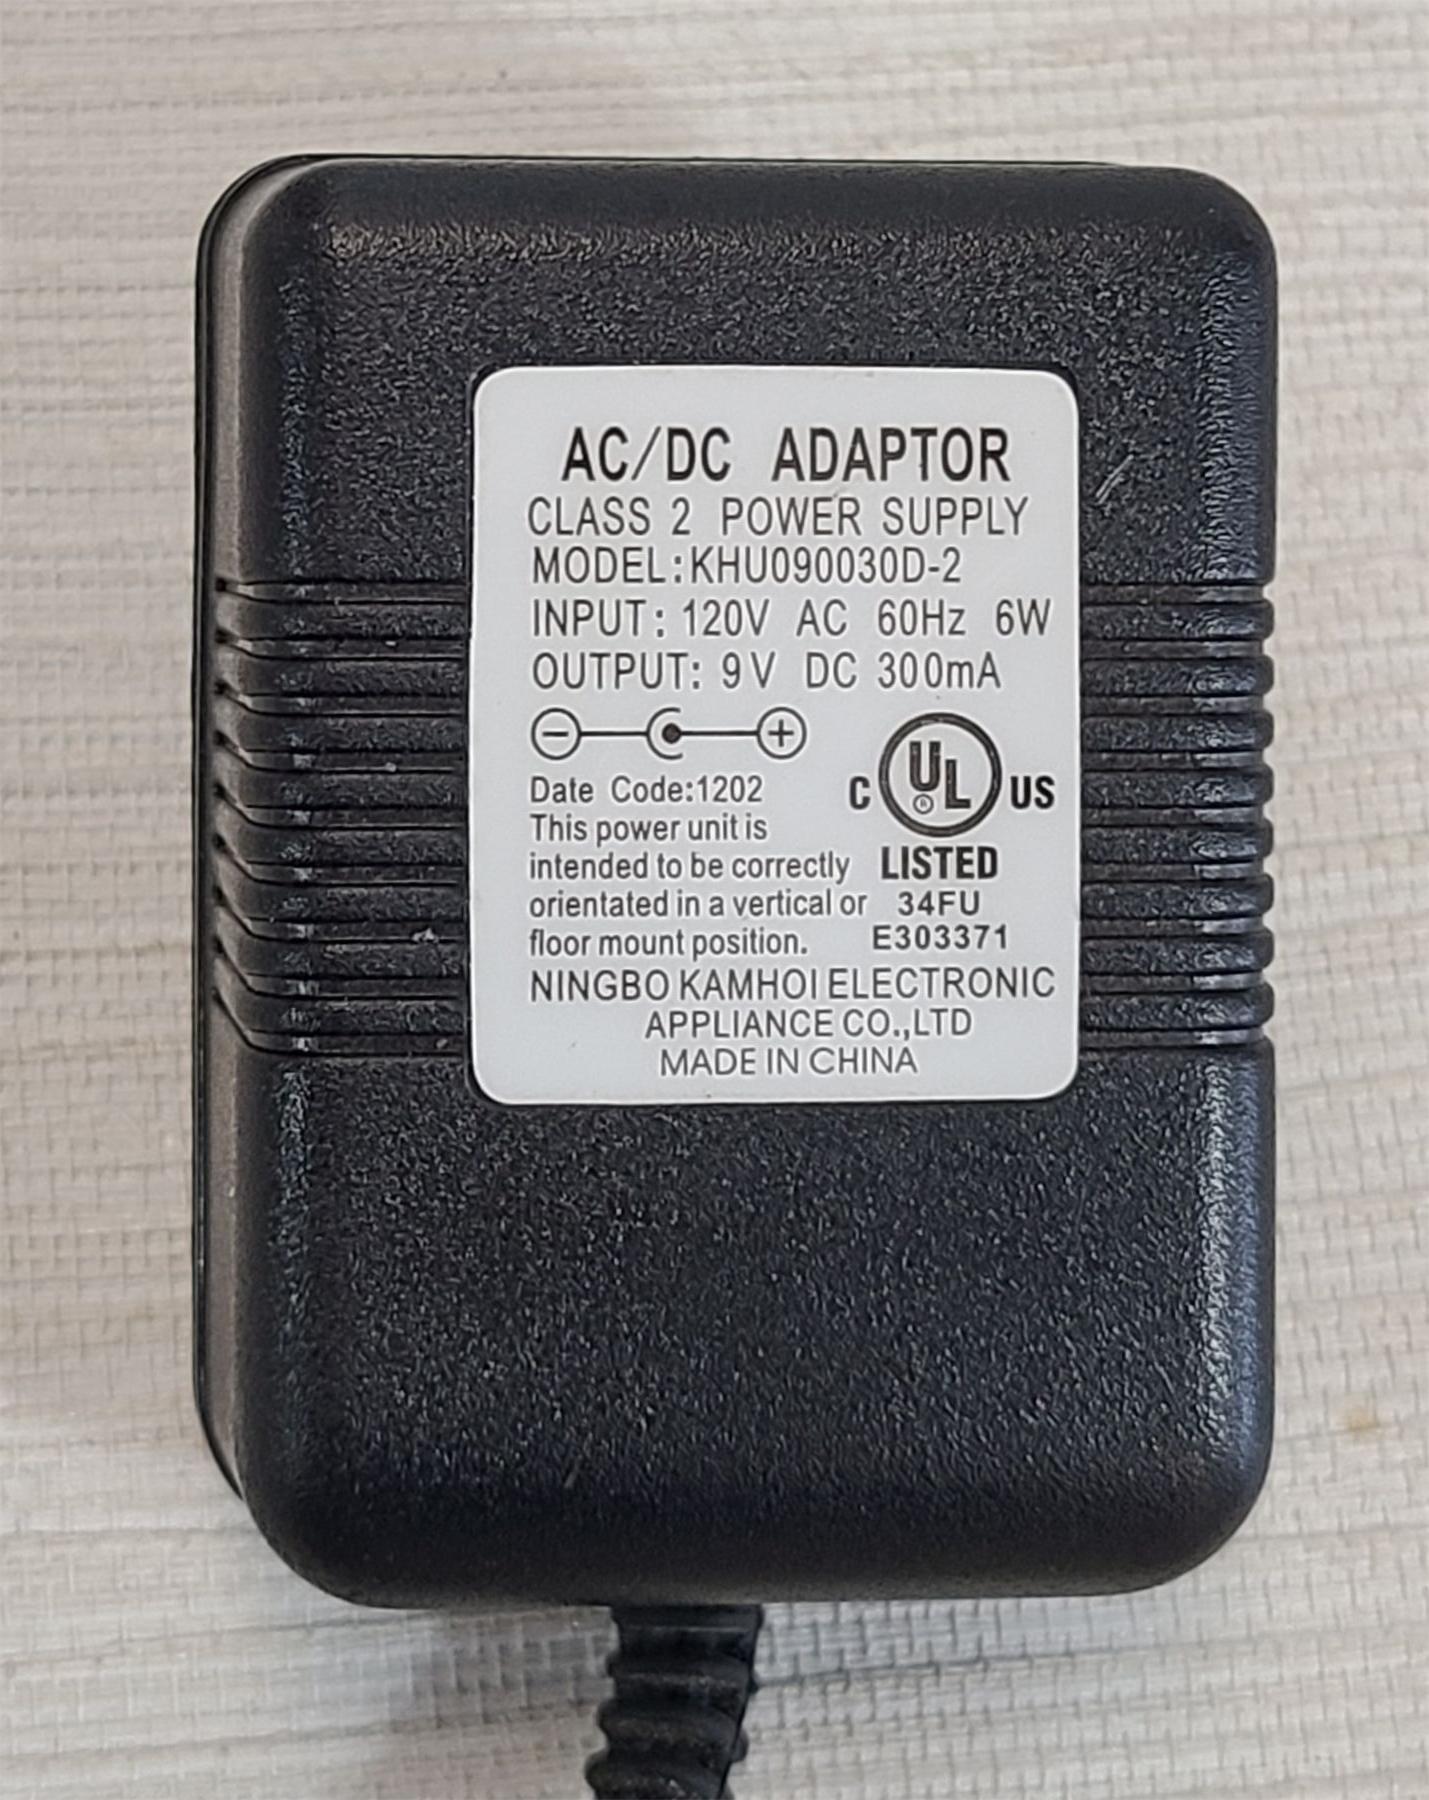 AC/DC ADAPTOR
CLASS 2 POWER SUPPLY
MODEL:KHU090030D-2
INPUT: 120V AC 60Hz 6W
OUTPUT: 9V DC 300mA
Date Code:1202
This power unit is
intended to be correctly
orientated in a vertical or
floor mount position.
C UL ® US
LISTED
34FU
E303371
NINGBO KAMHOI ELECTRONIC
APPLIANCE CO.,LTD
MADE IN CHINA